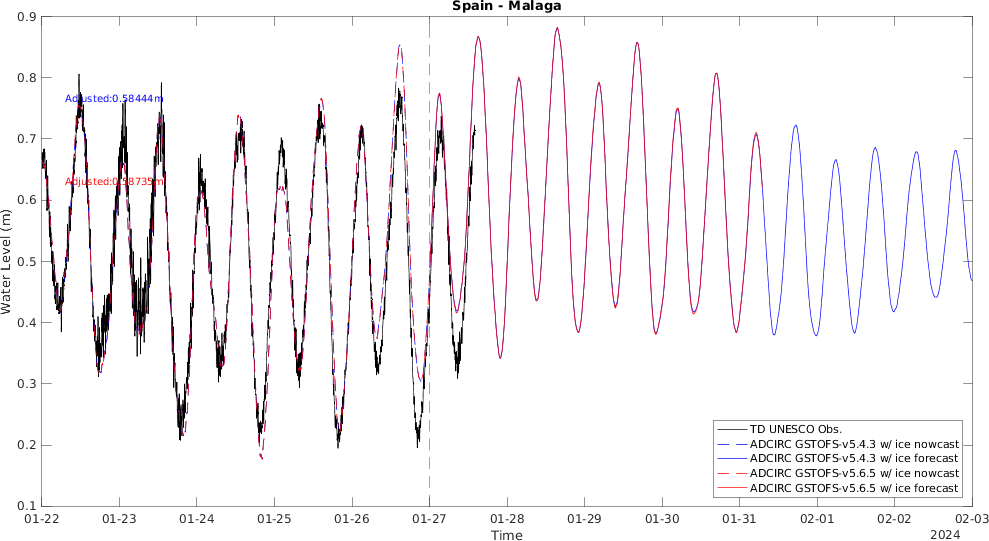 Spain - Malaga
0.9
0.8
0.7
0.6
0.5
0.4
0.3
0.2
0.1
Water Level (m)
Adjusted:0.58444m
Adjusted:0.58735m
TD UNESCO Obs.
ADCIRC GSTOFS-v5.4.3 w/ ice nowcast
ADCIRC GSTOFS-v5.4.3 w/ ice forecast
ADCIRC GSTOFS-v5.6.5 w/ ice nowcast
ADCIRC GSTOFS-v5.6.5 w/ ice forecast
01-22 01-23 01-24 01-25 01-26 01-27 01-28 01-29 01-30 01-31 02-01 02-02 02-03
Time
2024